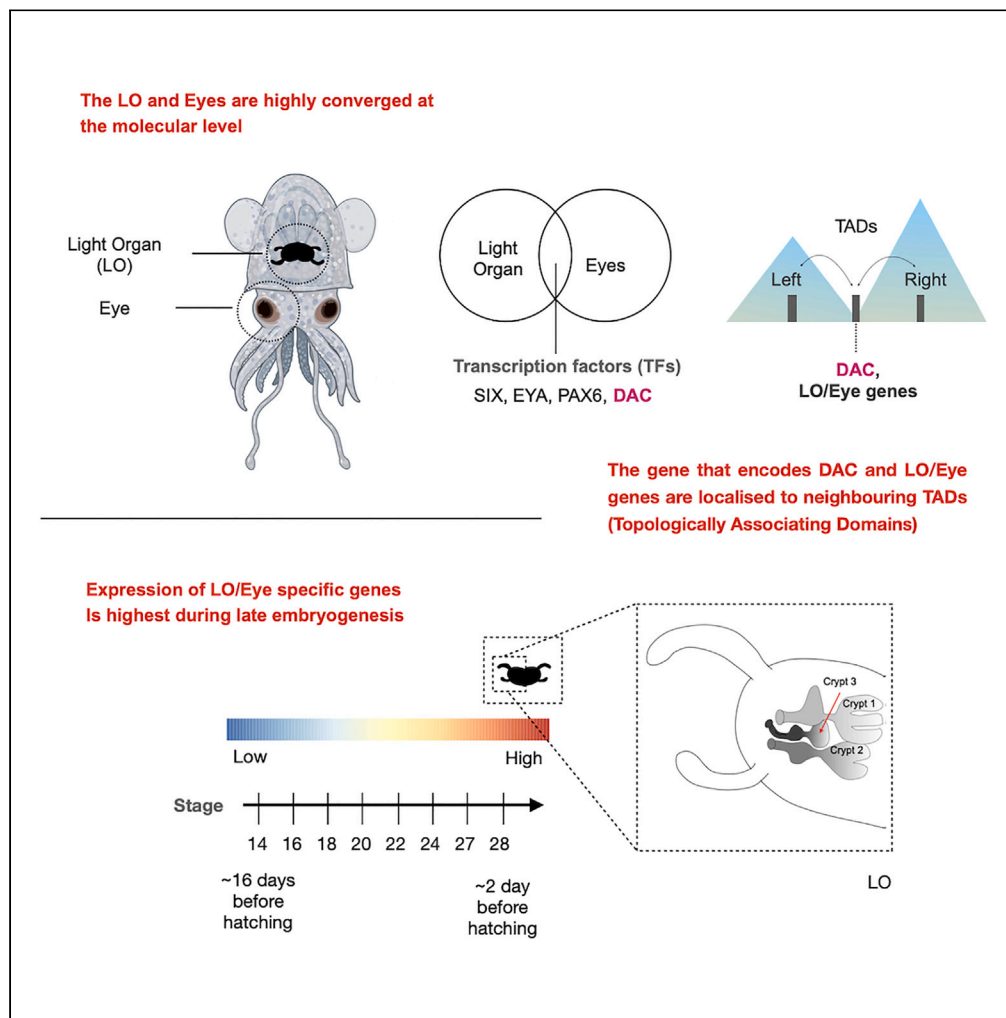 The LO and Eyes are highly converged at
the molecular level
Light Organ
(LO)
Eye
Light
Organ
Eyes
Transcription factors (TFs)
SIX, EYA, PAX6, DAC
TADs
Left
Right
DAC,
LO/Eye genes
The gene that encodes DAC and LO/Eye
genes are localised to neighbouring TADs
(Topologically Associating Domains)
Expression of LO/Eye specific genes
Is highest during late embryogenesis
Low
High
Stage
14 16 18 20 22 24 27 28
~16 days
before
hatching
~2 day
before
hatching
Crypt 3
Crypt 1
Crypt 2
LO